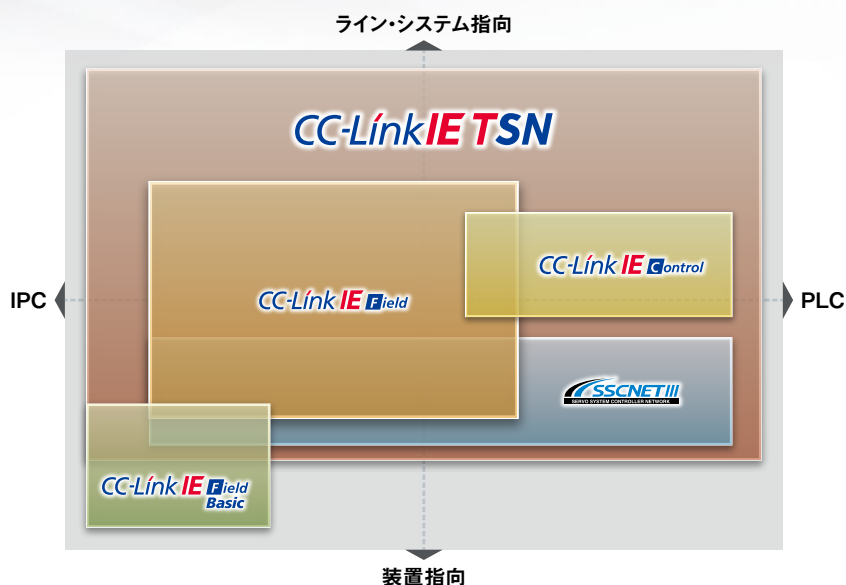 ライン・システム指向
CC-Link IE TSN
CC-Link IE Control
CC-Link IE Field
IPC
PLC
SSCNET III
SERVO SYSTEM CONTROLLER NETWORK
CC-Link IE Field
Basic
装置指向